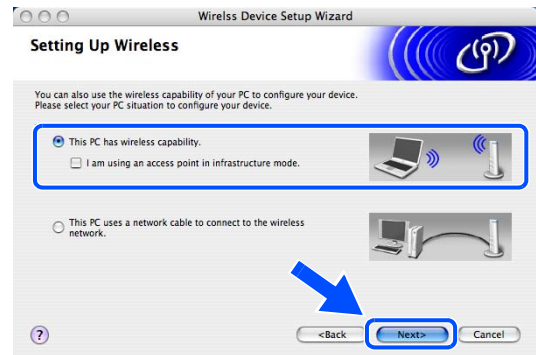 Wirelss Device Setup Wizard
Setting Up Wireless
You can also use the wireless capability of your PC to configure your device.
Please select your PC situation to configure your device.
This PC has wireless capability.
I am using an access point in infrastructure mode.
This PC uses a network cable to connect to the wireless
network.
?
<Back Next> Cancel